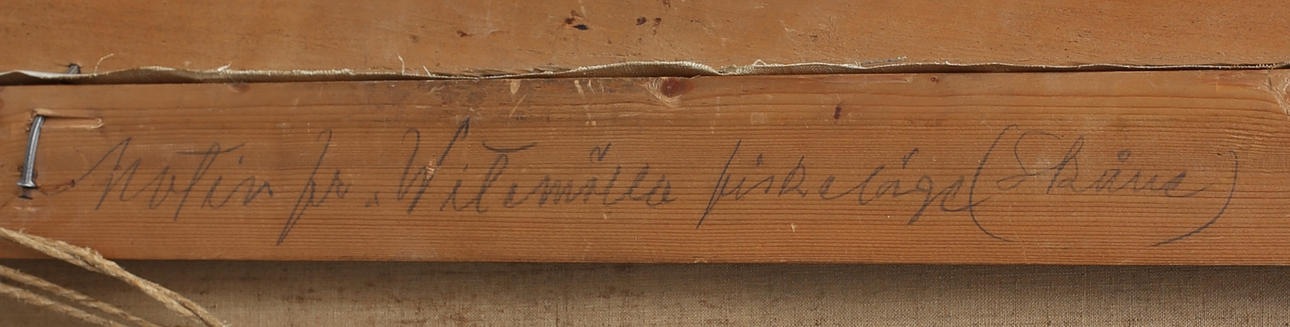 Motiv fr. Vitemölla fiskeläge (Skåne)